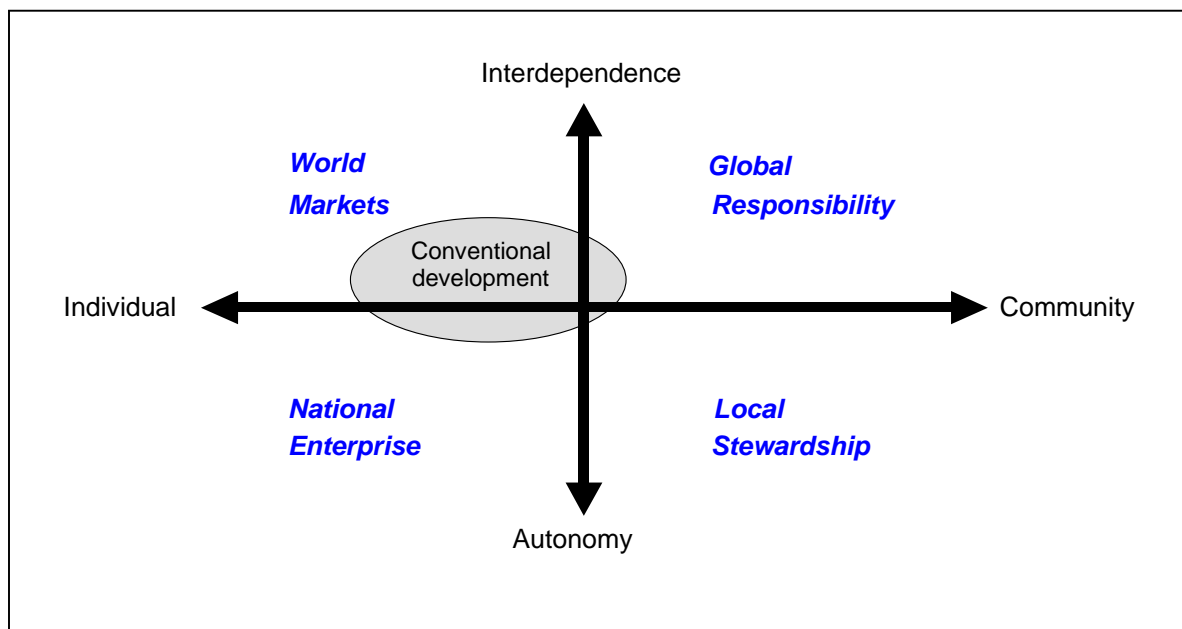 Interdependence
World
Markets
Global
Responsibility
Conventional
development
Individual
Community
National
Enterprise
Local
Stewardship
Autonomy